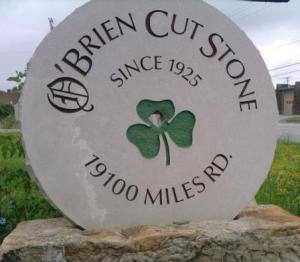 O'BRIEN CUT STONE
SINCE 1925
19100 MILES RD.